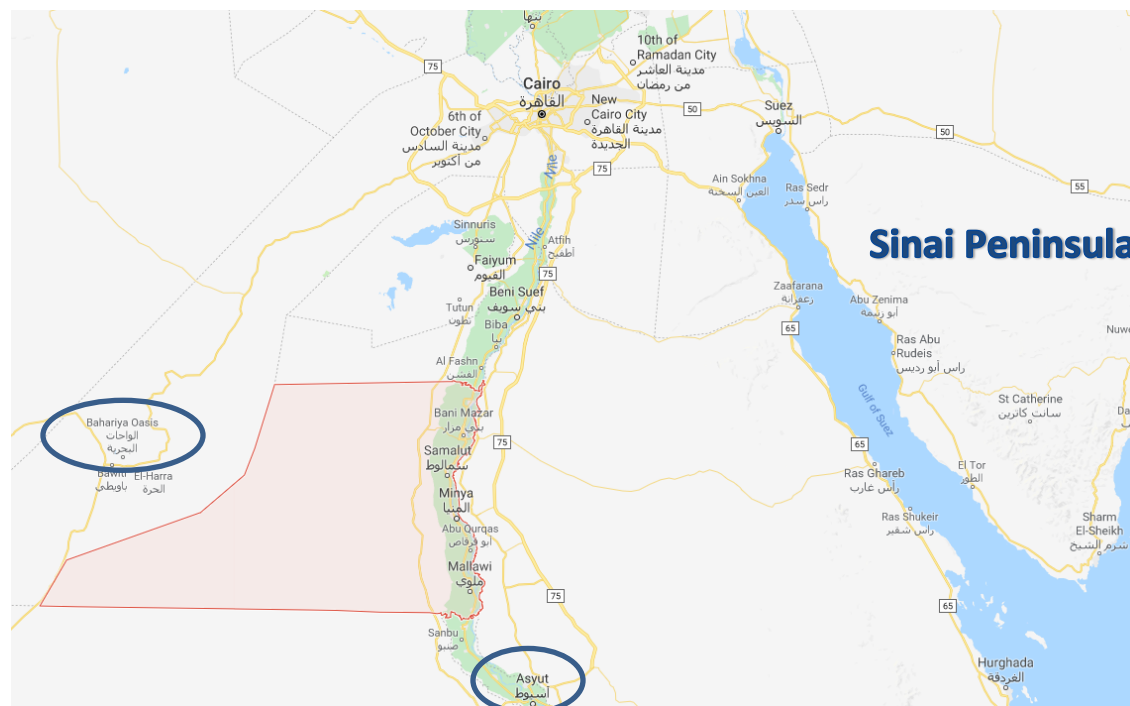 بنها
75
10th of
Ramadan City
مدينة العاشر
من رمضان
Cairo
القاهرة
New
Cairo City
مدينة القاهرة
الجديدة
50
Suez
السويس
6th of
October City
مدينة السادس
من أكتوبر
50
Nile
75
Ain Sokhna
العين السخنة
Ras Sedr
راس سدر
55
Sinnuris
سنورس
Nile
Atfih
أطفيح
Sinai Peninsula
Faiyum
الفيوم
75
Beni Suef
بني سويف
Zaafarana
زعفرانة
Abu Zenima
أبو زنيمة
Tutun
تطون
Biba
ببا
65
Nuw
Ras Abu
Rudeis
راس أبو رديس
Al Fashn
الفشن
Gulf of Suez
St Catherine
سانت كاترين
Da
Bahariya Oasis
الواحات
البحرية
Bani Mazar
بني مزار
75
65
Samalut
سمالوط
Bawiti
باويطي
El-Harra
الحرة
Ras Ghareb
رأس غارب
El Tor
الطور
Minya
المنيا
Abu Qurqas
أبو قرقاص
Ras Shukeir
راس شقير
Sharm
El-Sheikh
شرم الشيخ
Mallawi
ملوي
75
65
Sanbu
صنبو
Asyut
أسيوط
Hurghada
الغردقة